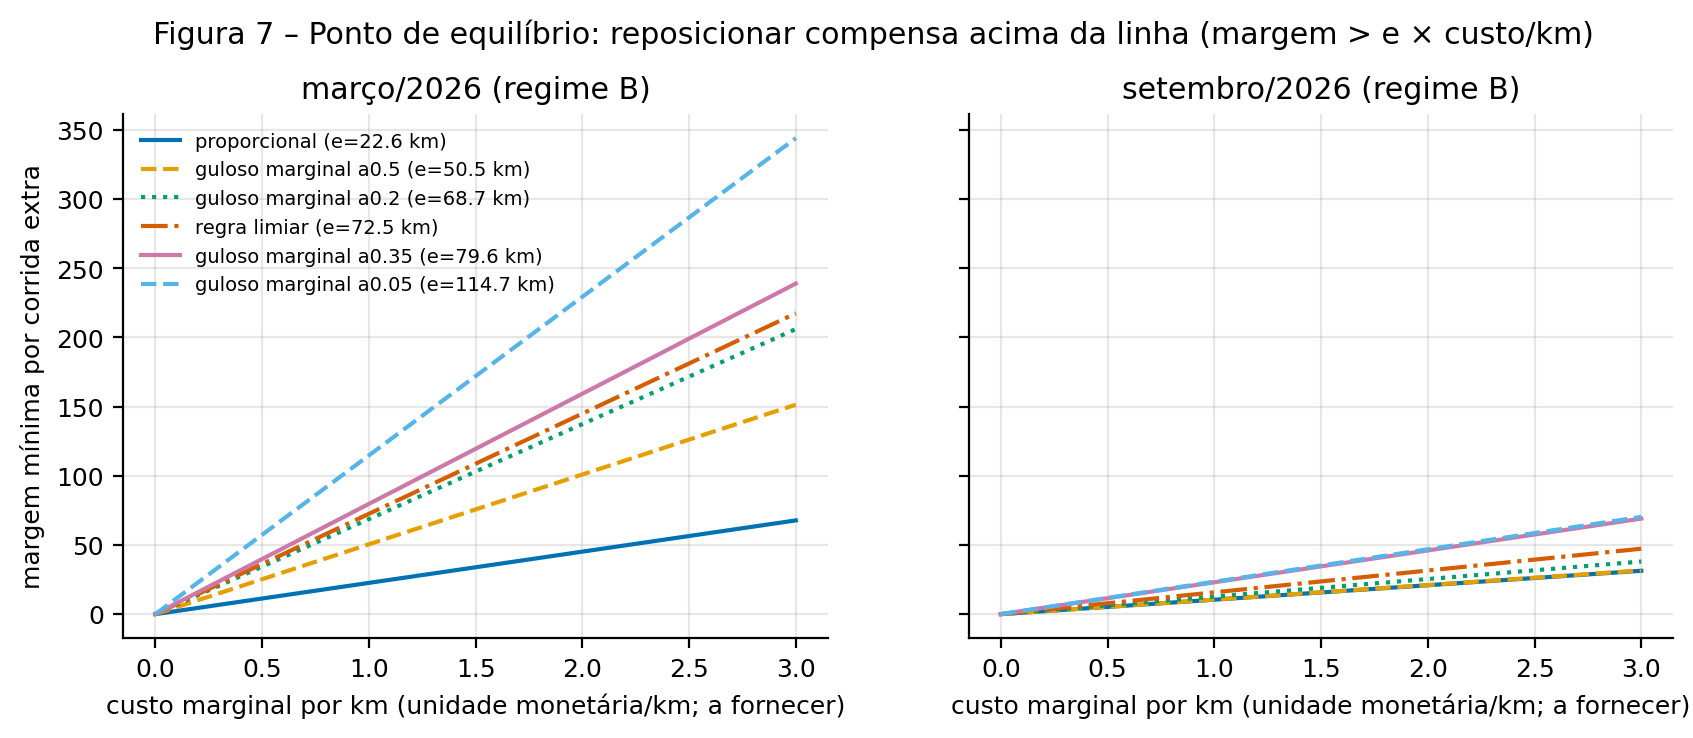 Figura 7 – Ponto de equilíbrio: reposicionar compensa acima da linha (margem > e × custo/km)
março/2026 (regime B)
350
300
250
200
150
100
50
0
margem mínima por corrida extra
proporcional (e=22.6 km)
guloso marginal a0.5 (e=50.5 km)
guloso marginal a0.2 (e=68.7 km)
regra limiar (e=72.5 km)
guloso marginal a0.35 (e=79.6 km)
guloso marginal a0.05 (e=114.7 km)
0.0 0.5 1.0 1.5 2.0 2.5 3.0
custo marginal por km (unidade monetária/km; a fornecer)
setembro/2026 (regime B)
0.0 0.5 1.0 1.5 2.0 2.5 3.0
custo marginal por km (unidade monetária/km; a fornecer)